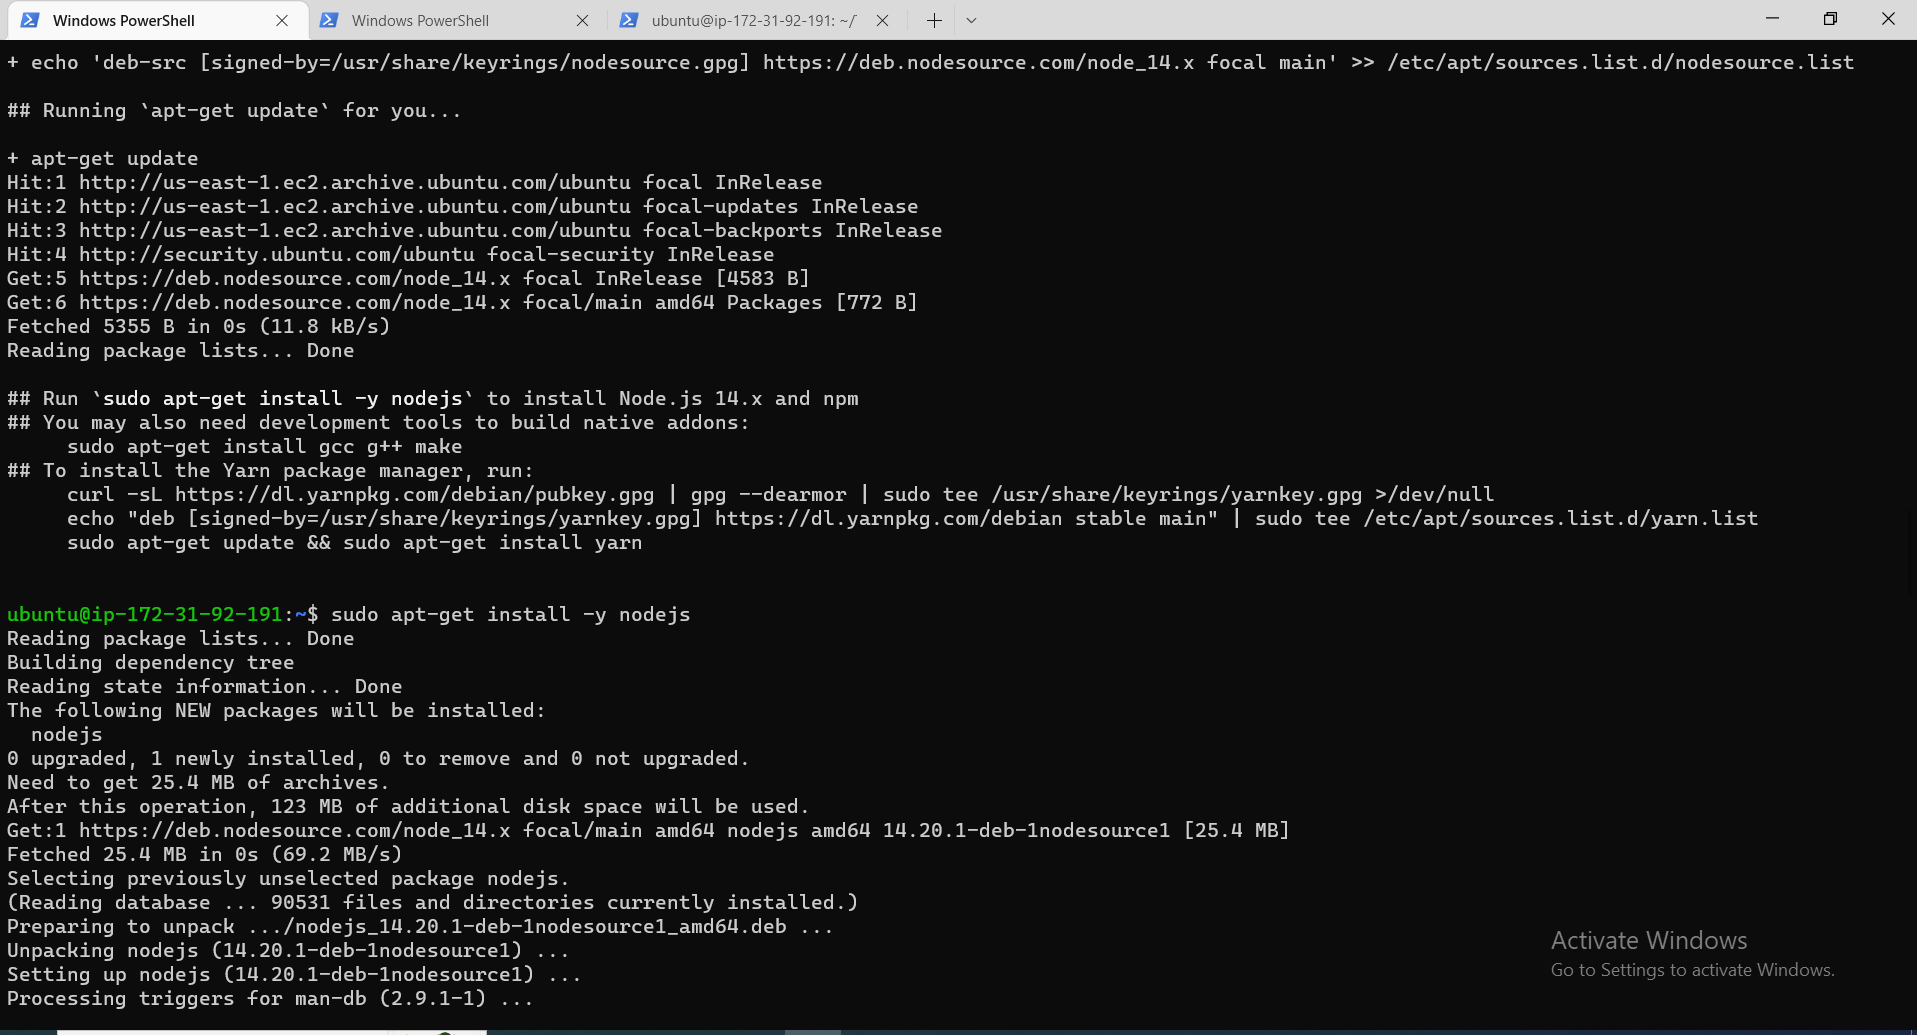 Windows PowerShell
Windows PowerShell
ubuntu@ip-172-31-92-191: ~/
+ echo 'deb-src [signed-by=/usr/share/keyrings/nodesource.gpg] https://deb.nodesource.com/node_14.x focal main' >> /etc/apt/sources.list.d/nodesource.list
## Running `apt-get update` for you...
+ apt-get update
Hit:1 http://us-east-1.ec2.archive.ubuntu.com/ubuntu focal InRelease
Hit:2 http://us-east-1.ec2.archive.ubuntu.com/ubuntu focal-updates InRelease
Hit:3 http://us-east-1.ec2.archive.ubuntu.com/ubuntu focal-backports InRelease
Hit:4 http://security.ubuntu.com/ubuntu focal-security InRelease
Get:5 https://deb.nodesource.com/node_14.x focal InRelease [4583 B]
Get:6 https://deb.nodesource.com/node_14.x focal/main amd64 Packages [772 B]
Fetched 5355 B in 0s (11.8 kB/s)
Reading package lists... Done
## Run `sudo apt-get install -y nodejs` to install Node.js 14.x and npm
## You may also need development tools to build native addons:
sudo apt-get install gcc g++ make
## To install the Yarn package manager, run:
curl -sL https://dl.yarnpkg.com/debian/pubkey.gpg | gpg --dearmor | sudo tee /usr/share/keyrings/yarnkey.gpg >/dev/null
echo "deb [signed-by=/usr/share/keyrings/yarnkey.gpg] https://dl.yarnpkg.com/debian stable main" | sudo tee /etc/apt/sources.list.d/yarn.list
sudo apt-get update && sudo apt-get install yarn
ubuntu@ip-172-31-92-191:~$ sudo apt-get install -y nodejs
Reading package lists... Done
Building dependency tree
Reading state information... Done
The following NEW packages will be installed:
nodejs
0 upgraded, 1 newly installed, 0 to remove and 0 not upgraded.
Need to get 25.4 MB of archives.
After this operation, 123 MB of additional disk space will be used.
Get:1 https://deb.nodesource.com/node_14.x focal/main amd64 nodejs amd64 14.20.1-deb-1nodesource1 [25.4 MB]
Fetched 25.4 MB in 0s (69.2 MB/s)
Selecting previously unselected package nodejs.
(Reading database ... 90531 files and directories currently installed.)
Preparing to unpack .../nodejs_14.20.1-deb-1nodesource1_amd64.deb ...
Unpacking nodejs (14.20.1-deb-1nodesource1) ...
Setting up nodejs (14.20.1-deb-1nodesource1) ...
Processing triggers for man-db (2.9.1-1) ...
Activate Windows
Go to Settings to activate Windows.